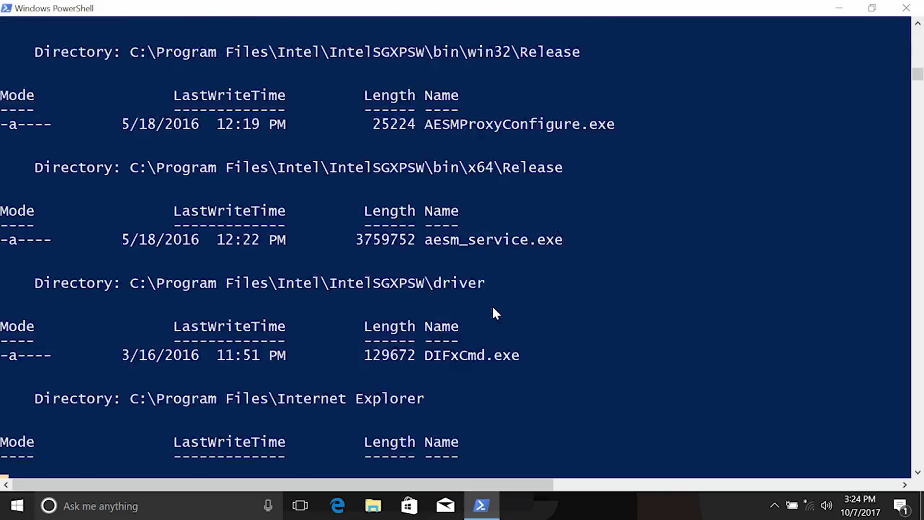 Windows PowerShell
Directory: C:\Program Files\Intel\IntelSGXPSW\bin\win32\Release
Mode LastWriteTime Length Name
---- ------------- ------ ----
-a---- 5/18/2016 12:19 PM 25224 AESMProxyConfigure.exe
Directory: C:\Program Files\Intel\IntelSGXPSW\bin\x64\Release
Mode LastWriteTime Length Name
---- ------------- ------ ----
-a---- 5/18/2016 12:22 PM 3759752 aesm_service.exe
Directory: C:\Program Files\Intel\IntelSGXPSW\driver
Mode LastWriteTime Length Name
---- ------------- ------ ----
-a---- 3/16/2016 11:51 PM 129672 DIFxCmd.exe
Directory: C:\Program Files\Internet Explorer
Mode LastWriteTime Length Name
---- ------------- ------ ----
Ask me anything
3:24 PM
10/7/2017
1